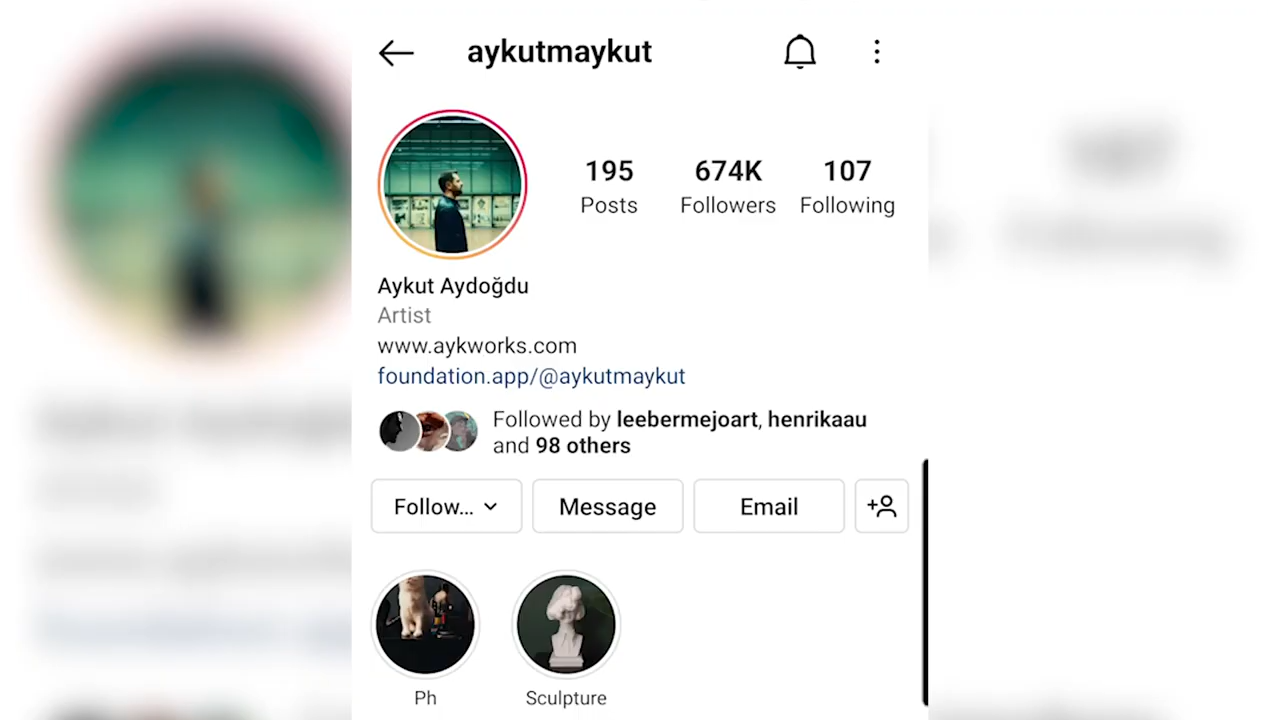 aykutmaykut
195 674K 107
Posts Followers Following
Aykut Aydoğdu
Artist
www.aykworks.com
foundation.app/@aykutmaykut
Followed by leebermejoart, henrikaau
and 98 others
Follow... Message Email
Ph Sculpture